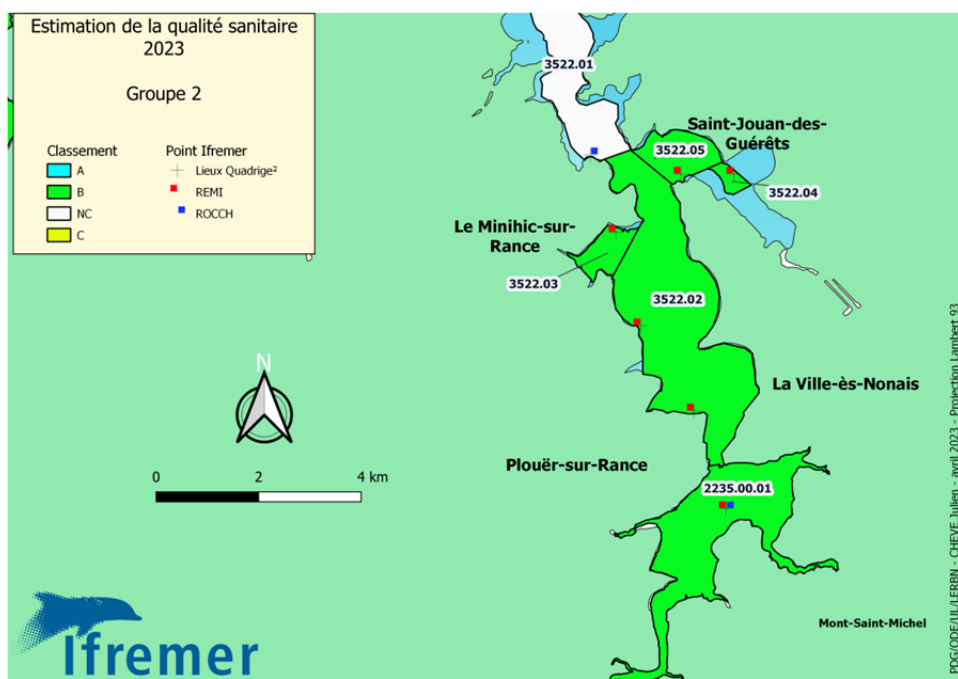 Estimation de la qualité sanitaire
2023
Groupe 2
Classement
A
B
NC
C
Point Ifremer
Lieux Quadrige²
REMI
ROCCH
3522.01
Saint-Jouan-des-
Guérêts
3522.05
3522.04
Le Minihic-sur-
Rance
3522.03
3522.02
N
La Ville-ès-Nonais
Plouër-sur-Rance
0 2 4 km
2235.00.01
Mont-Saint-Michel
Ifremer
PDG/ODE/UL/LERBN - CHEVE Julien - avril 2023 - Projection Lambert 93